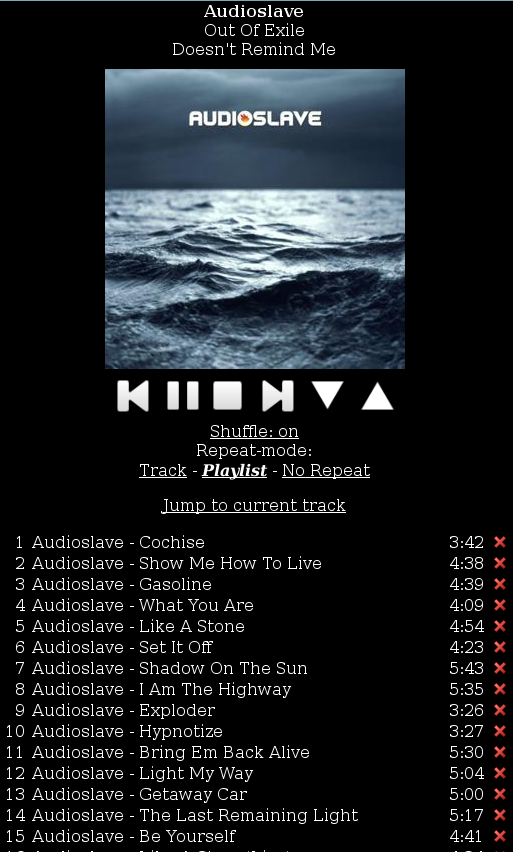 Audioslave
Out Of Exile
Doesn't Remind Me
AUDIOSLAVE
Shuffle: on
Repeat-mode:
Track - Playlist - No Repeat
Jump to current track
1 Audioslave - Cochise 3:42
2 Audioslave - Show Me How To Live 4:38
3 Audioslave - Gasoline 4:39
4 Audioslave - What You Are 4:09
5 Audioslave - Like A Stone 4:54
6 Audioslave - Set It Off 4:23
7 Audioslave - Shadow On The Sun 5:43
8 Audioslave - I Am The Highway 5:35
9 Audioslave - Exploder 3:26
10 Audioslave - Hypnotize 3:27
11 Audioslave - Bring Em Back Alive 5:30
12 Audioslave - Light My Way 5:04
13 Audioslave - Getaway Car 5:00
14 Audioslave - The Last Remaining Light 5:17
15 Audioslave - Be Yourself 4:41